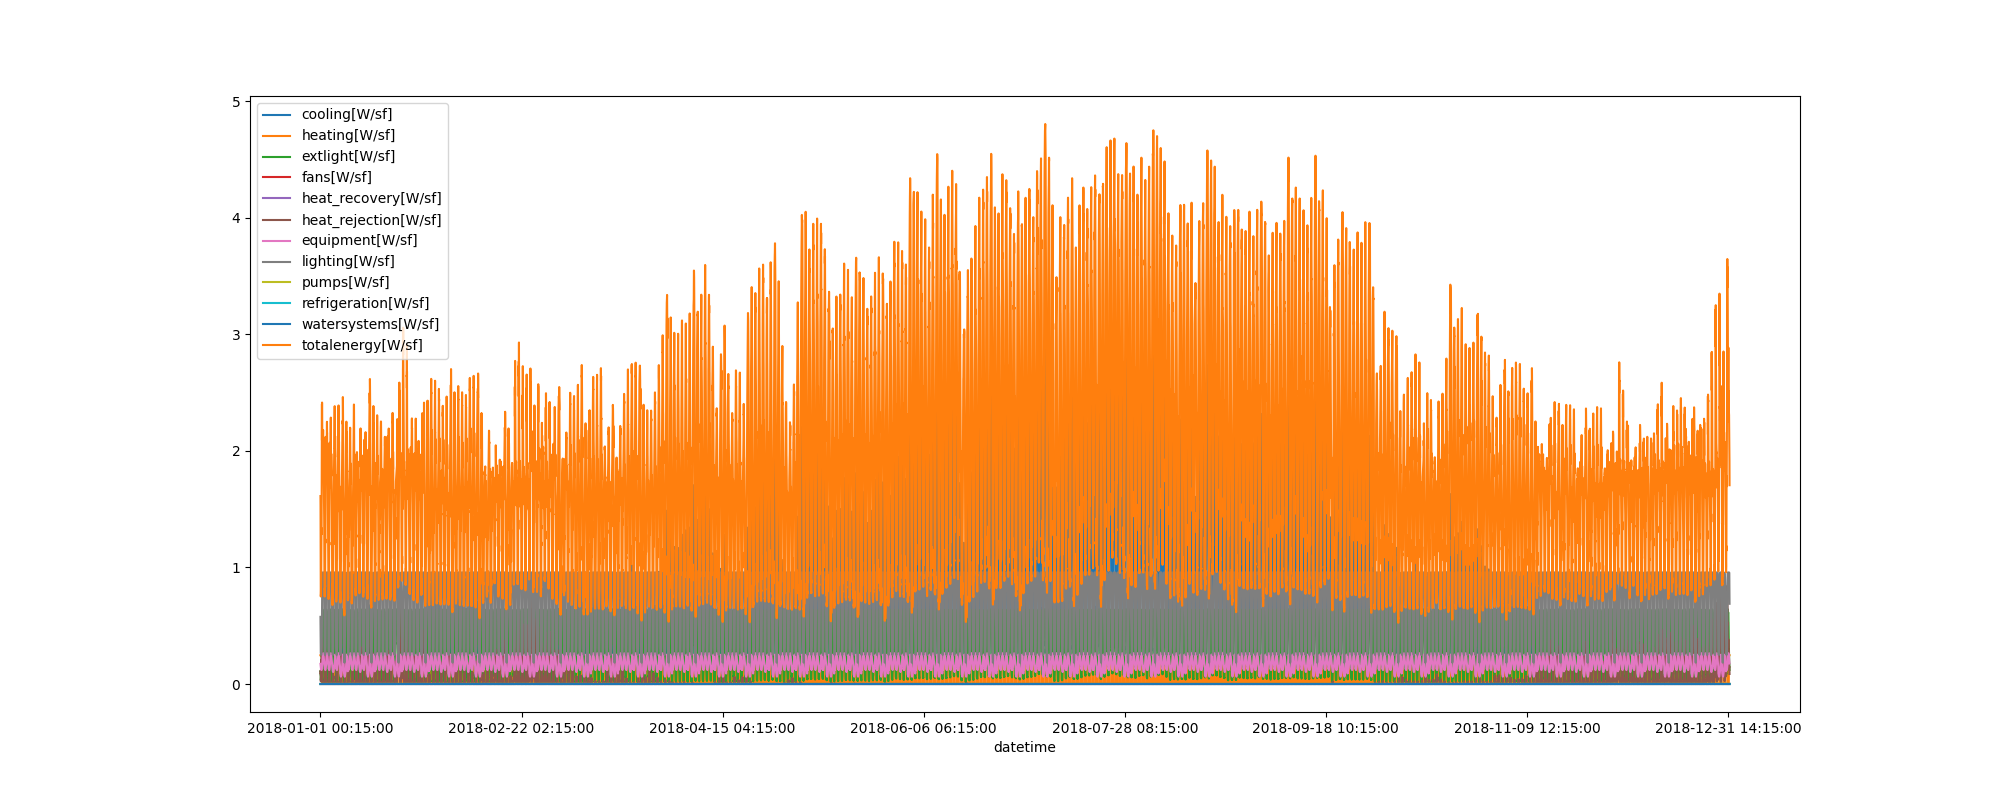 5
4
3
2
1
0
cooling[W/sf]
heating[W/sf]
extlight[W/sf]
fans[W/sf]
heat_recovery[W/sf]
heat_rejection[W/sf]
equipment[W/sf]
lighting[W/sf]
pumps[W/sf]
refrigeration[W/sf]
watersystems[W/sf]
totalenergy[W/sf]
2018-01-01 00:15:00 2018-02-22 02:15:00 2018-04-15 04:15:00 2018-06-06 06:15:00 2018-07-28 08:15:00 2018-09-18 10:15:00 2018-11-09 12:15:00 2018-12-31 14:15:00
datetime